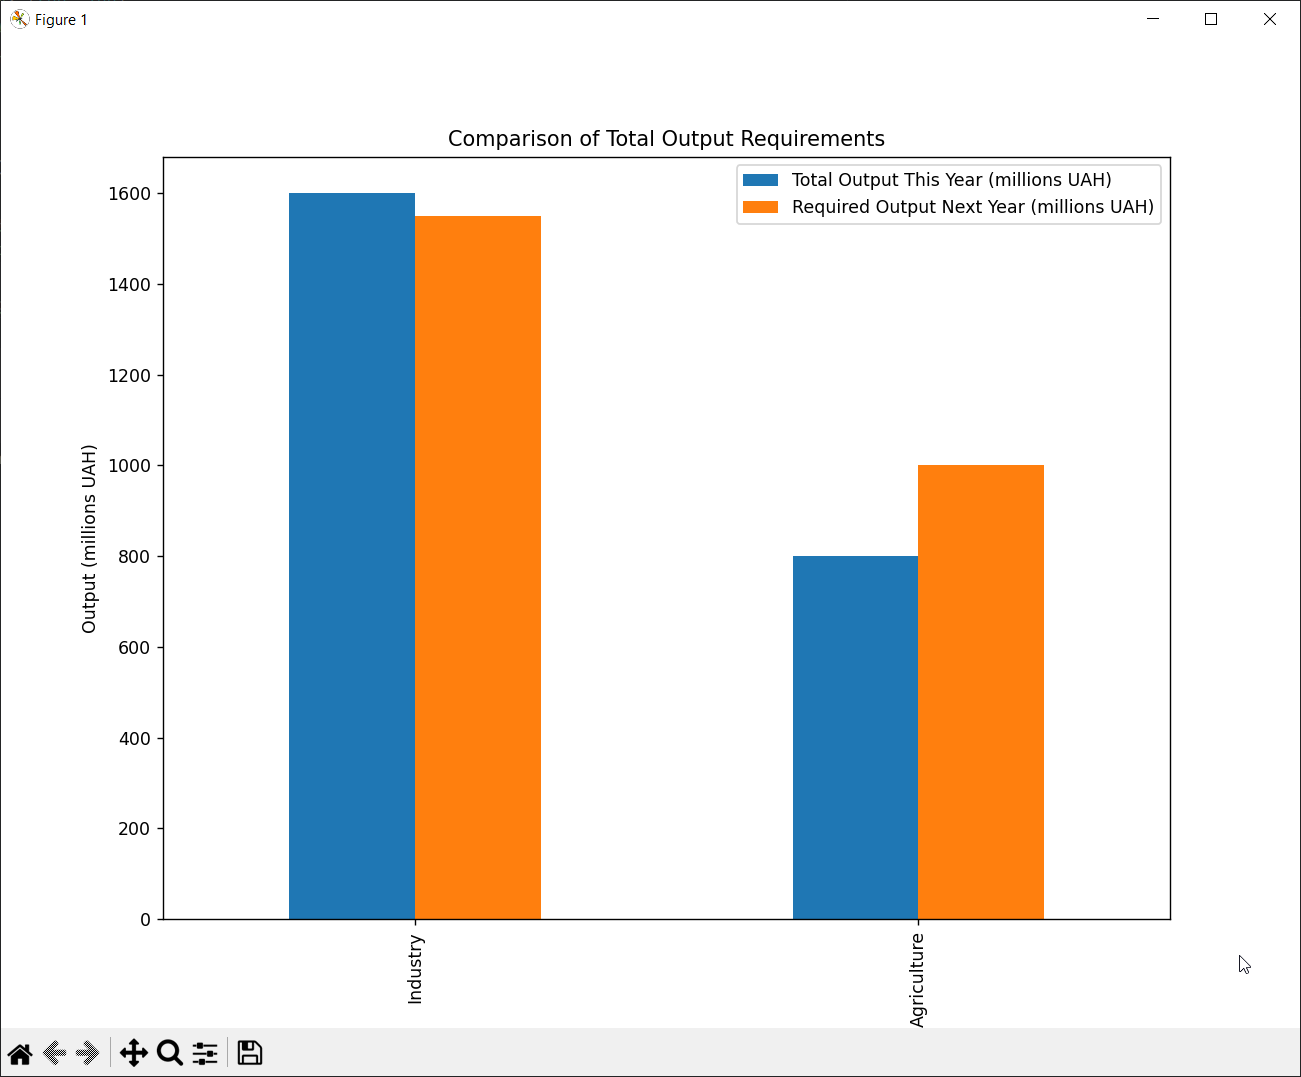 Figure 1
Comparison of Total Output Requirements
Total Output This Year (millions UAH)
Required Output Next Year (millions UAH)
Output (millions UAH)
1600
1400
1200
1000
800
600
400
200
0
Industry
Agriculture